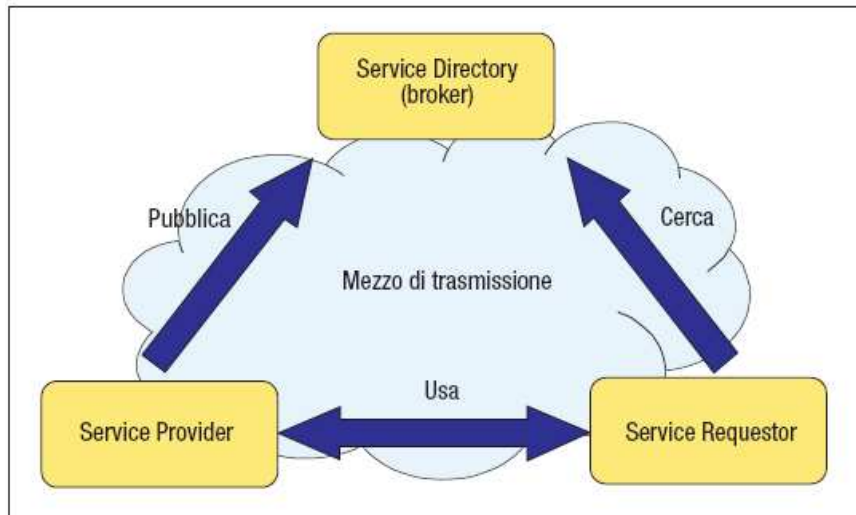 Service Directory
(broker)
Pubblica
Cerca
Mezzo di trasmissione
Usa
Service Provider
Service Requestor